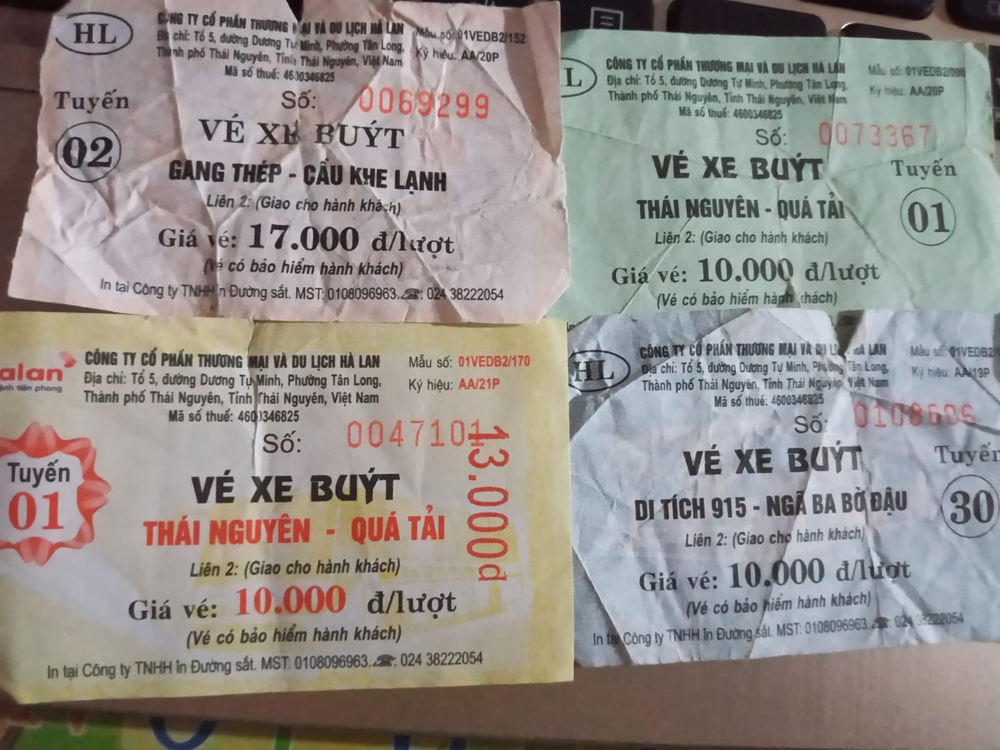 HL
CÔNG TY CỔ PHẦN THƯƠNG MẠI VÀ DU LỊCH HÀ LAN
Địa chỉ: Tổ 5, đường Dương Tự Minh, Phường Tân Long,
Thành phố Thái Nguyên, Tỉnh Thái Nguyên, Việt Nam
Mã số thuế: 4600346825
Mẫu số: 01VEDB2/152
Ký hiệu: AA/20P
Tuyến
02
Số: 0069299
VÉ XE BUÝT
GANG THÉP - CẦU KHE LẠNH
Liên 2: (Giao cho hành khách)
Giá vé: 17.000 đ/lượt
(Vé có bảo hiểm hành khách)
In tại Công ty TNHH in Đường sắt. MST: 0108096963. ☎: 024 38222054
L
CÔNG TY CỔ PHẦN THƯƠNG MẠI VÀ DU LỊCH HÀ LAN
Địa chỉ: Tổ 5, đường Dương Tự Minh, Phường Tân Long,
Thành phố Thái Nguyên, Tỉnh Thái Nguyên, Việt Nam
Mã số thuế: 4600346825
Mẫu số: 01VEDB2/098
Ký hiệu: AA/20P
Số: 0073367
VÉ XE BUÝT
Tuyến
01
THÁI NGUYÊN - QUÁ TẢI
Liên 2: (Giao cho hành khách)
Giá vé: 10.000 đ/lượt
(Vé có bảo hiểm hành khách)
alan
CÔNG TY CỔ PHẦN THƯƠNG MẠI VÀ DU LỊCH HÀ LAN
Địa chỉ: Tổ 5, đường Dương Tự Minh, Phường Tân Long,
Thành phố Thái Nguyên, Tỉnh Thái Nguyên, Việt Nam
Mã số thuế: 4600346825
Mẫu số: 01VEDB2/170
Ký hiệu: AA/21P
ệnh tiên phong
Số: 0047101
Tuyến
01
VÉ XE BUÝT
THÁI NGUYÊN - QUÁ TẢI
13.000đ
Liên 2: (Giao cho hành khách)
Giá vé: 10.000 đ/lượt
(Vé có bảo hiểm hành khách)
In tại Công ty TNHH in Đường sắt. MST: 0108096963. ☎: 024 38222054
HL
CÔNG TY CỔ PHẦN THƯƠNG MẠI VÀ DU LỊCH HÀ LAN
Địa chỉ: Tổ 5, đường Dương Tự Minh, Phường Tân Long,
Thành phố Thái Nguyên, Tỉnh Thái Nguyên, Việt Nam
Mã số thuế: 4600346825
Mẫu số: 01VEDB2/
Ký hiệu: AA/19P
Số: 0108606
VÉ XE BUÝT
Tuyến
30
DI TÍCH 915 - NGÃ BA BỜ ĐẬU
Liên 2: (Giao cho hành khách)
Giá vé: 10.000 đ/lượt
(Vé có bảo hiểm hành khách)
In tại Công ty TNHH in Đường sắt. MST: 0108096963. ☎: 024 38222054